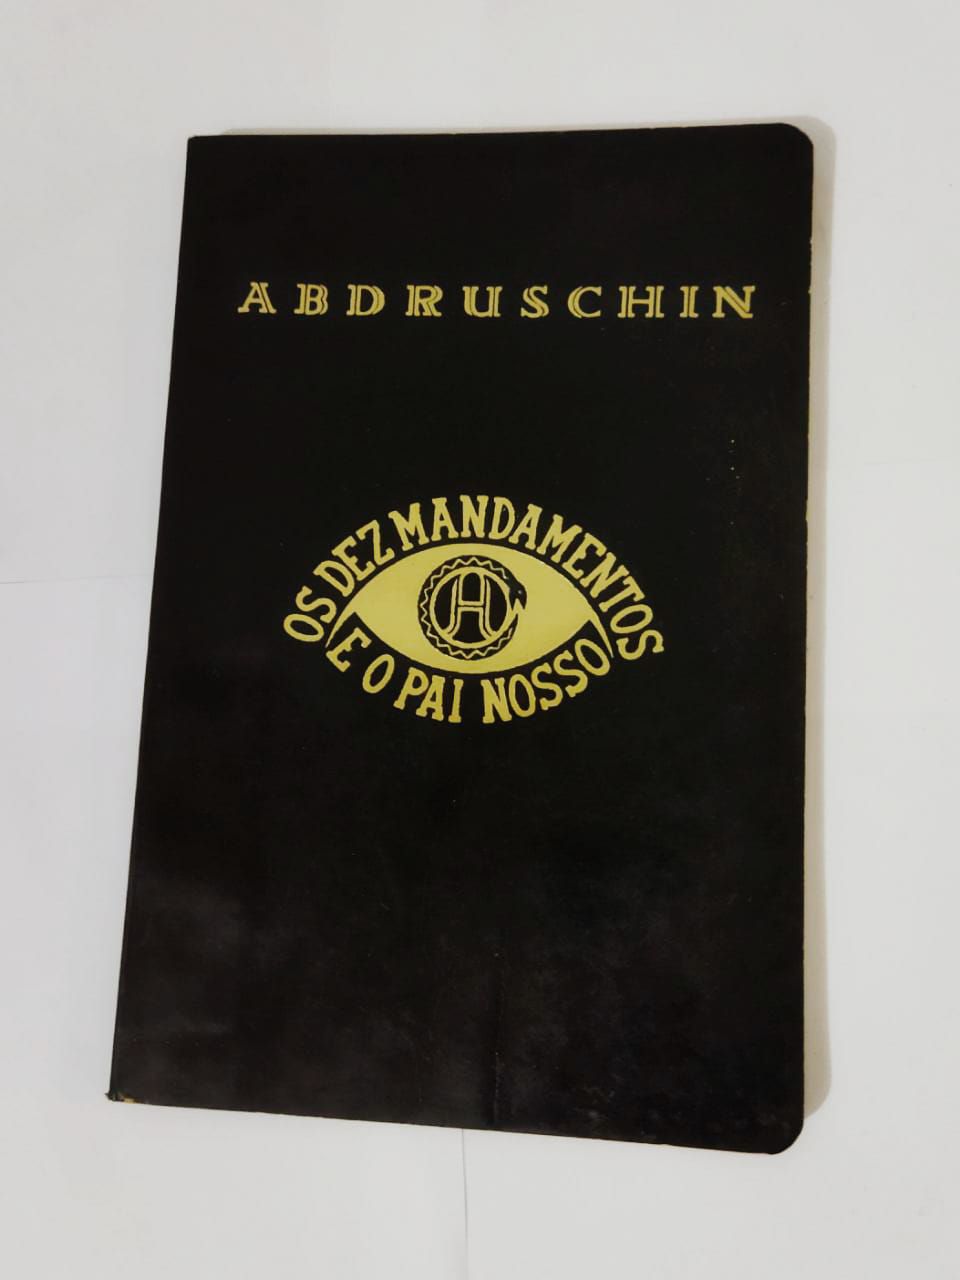 ABDRUSCHIN
OS DEZ MANDAMENTOS
E O PAI NOSSO